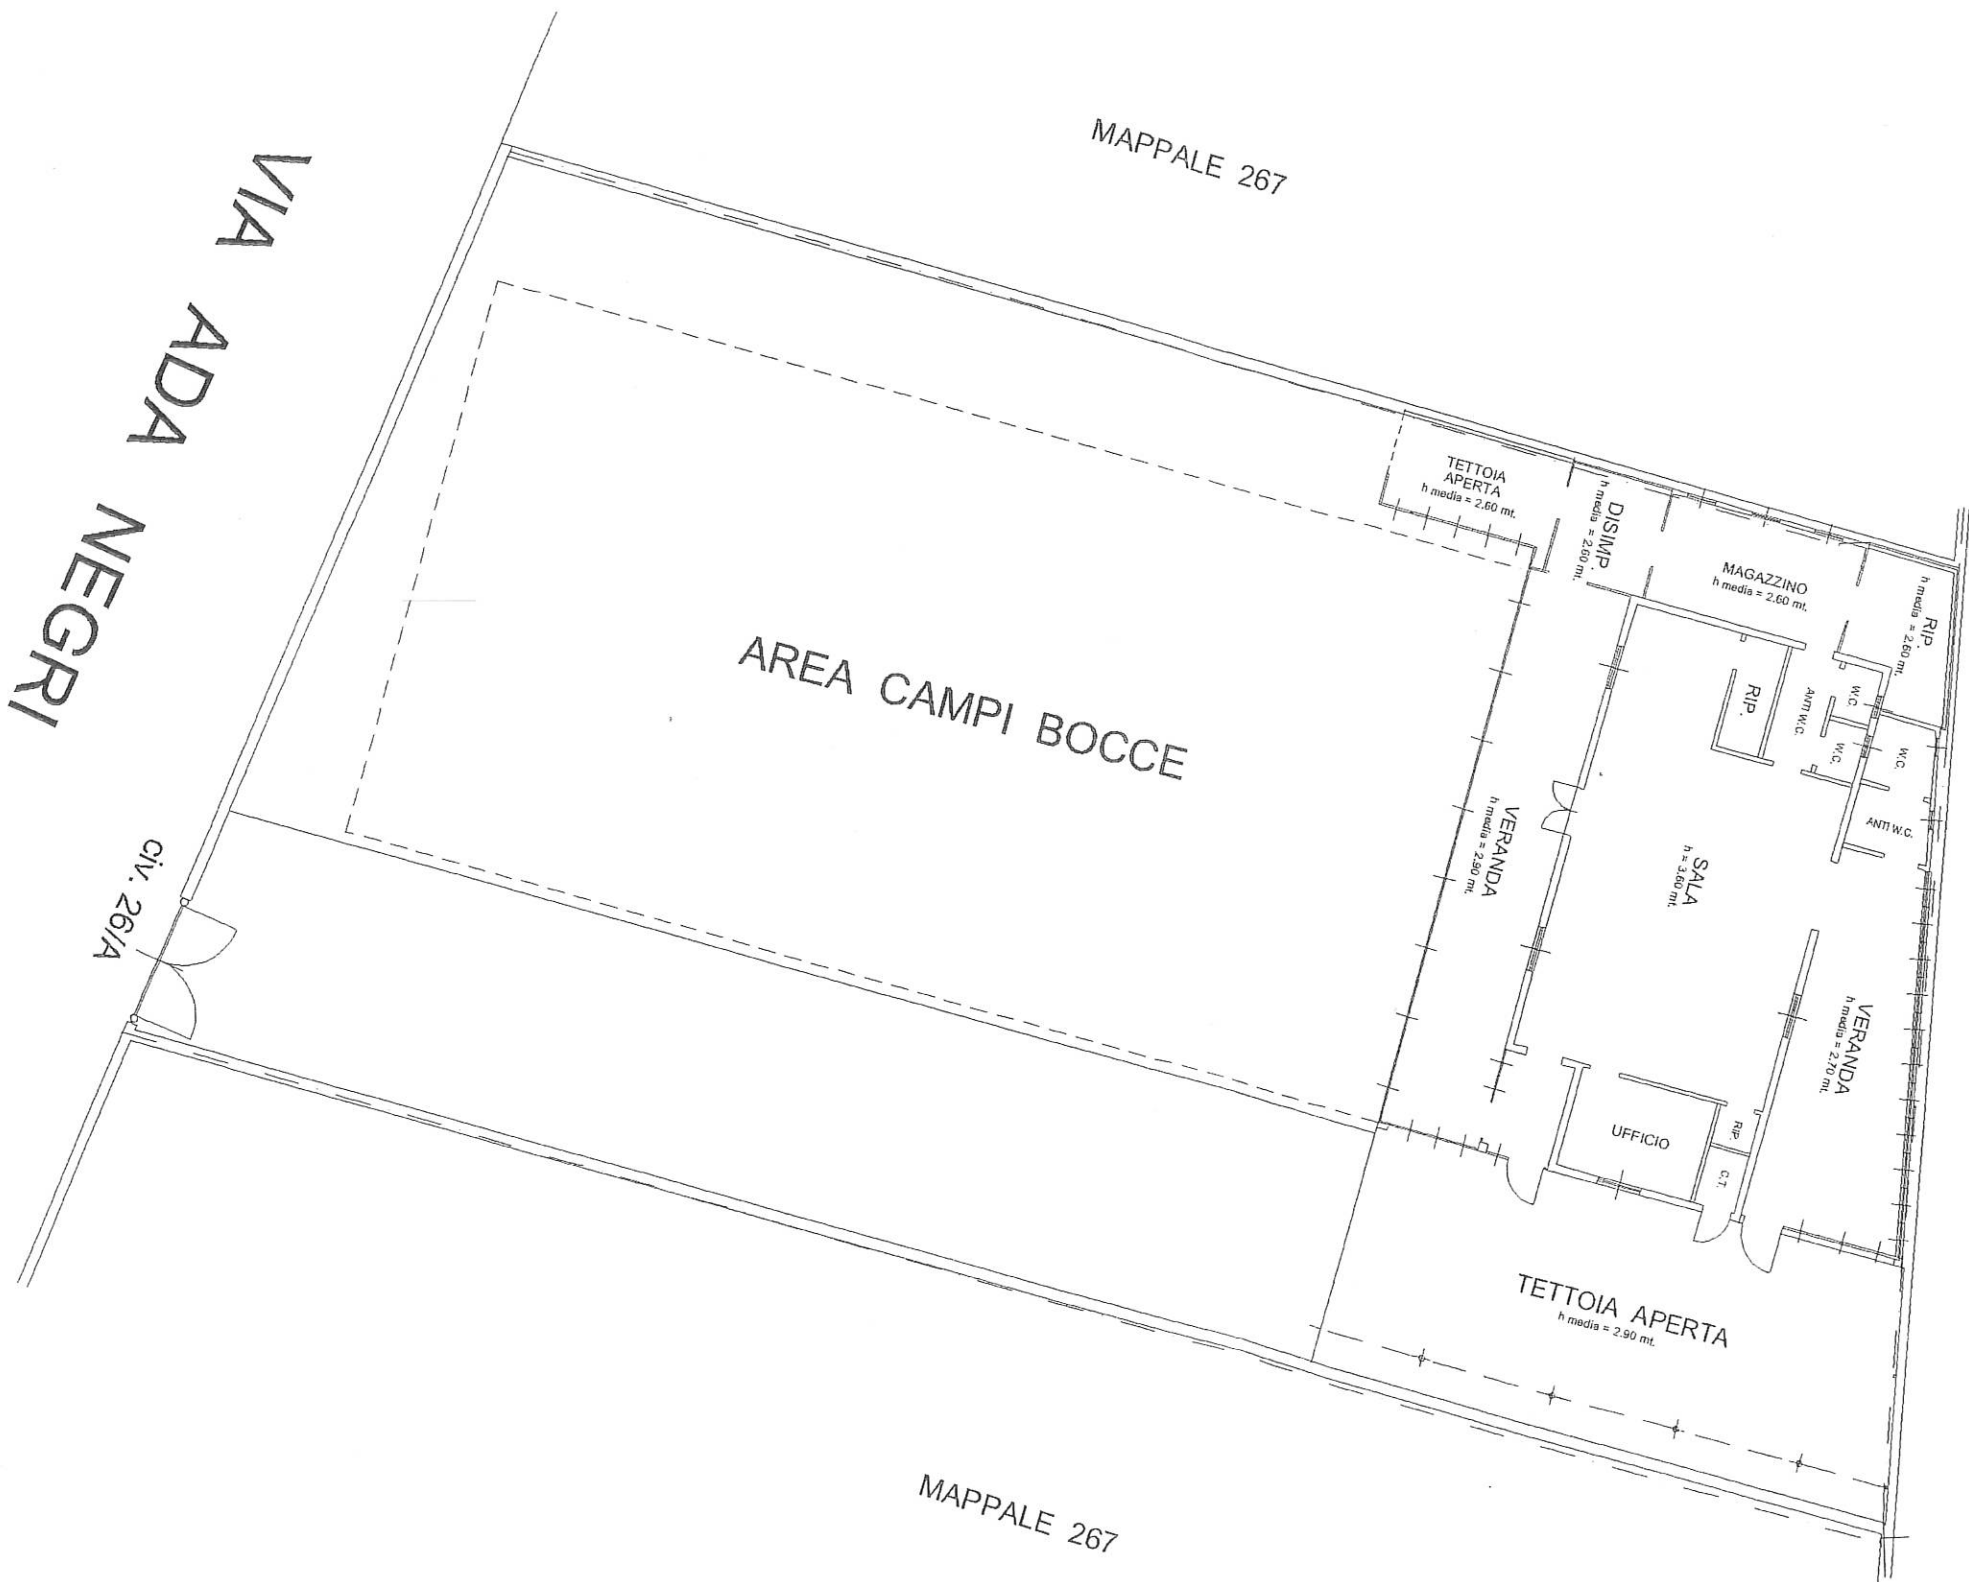 MAPPALE 267
VIA ADA NEGRI
TETTOIA
APERTA
h media = 2.60 mt.
DISIMP.
h media = 2.60 mt.
MAGAZZINO
h media = 2.60 mt.
RIP.
h media = 2.60 mt.
RIP.
ANTI W.C.
W.C.
W.C.
W.C.
ANTI W.C.
AREA CAMPI BOCCE
VERANDA
h media = 2.90 mt.
SALA
h = 3.60 mt.
VERANDA
h media = 2.70 mt.
civ. 26/A
UFFICIO
RIP.
C.T.
TETTOIA APERTA
h media = 2.90 mt.
MAPPALE 267